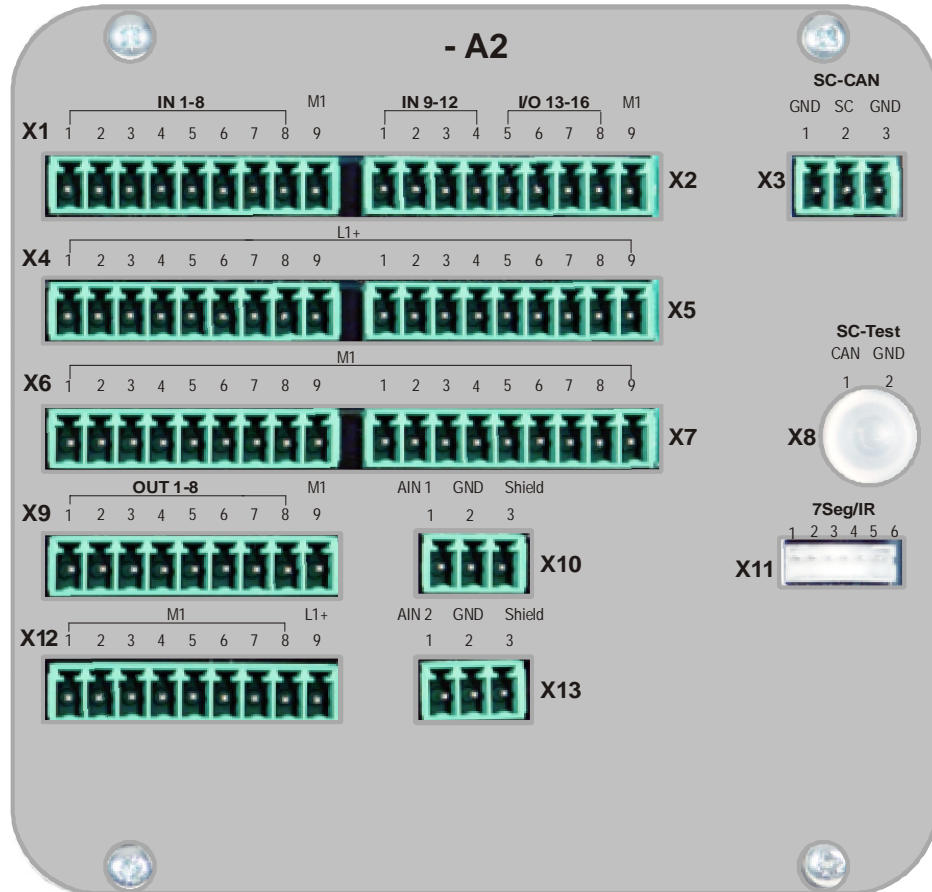 - A2
SC-CAN
IN 1-8 M1 IN 9-12 I/O 13-16 M1 GND SC GND
X1 1 2 3 4 5 6 7 8 9 1 2 3 4 5 6 7 8 9 1 2 3
X2 X3
L1+
X4 1 2 3 4 5 6 7 8 9 1 2 3 4 5 6 7 8 9
X5
SC-Test
M1 CAN GND
X6 1 2 3 4 5 6 7 8 9 1 2 3 4 5 6 7 8 9 1 2
X7 X8
OUT 1-8 M1 AIN 1 GND Shield
X9 1 2 3 4 5 6 7 8 9 1 2 3
7Seg/IR
1 2 3 4 5 6
X10 X11
M1 L1+ AIN 2 GND Shield
X12 1 2 3 4 5 6 7 8 9 1 2 3
X13